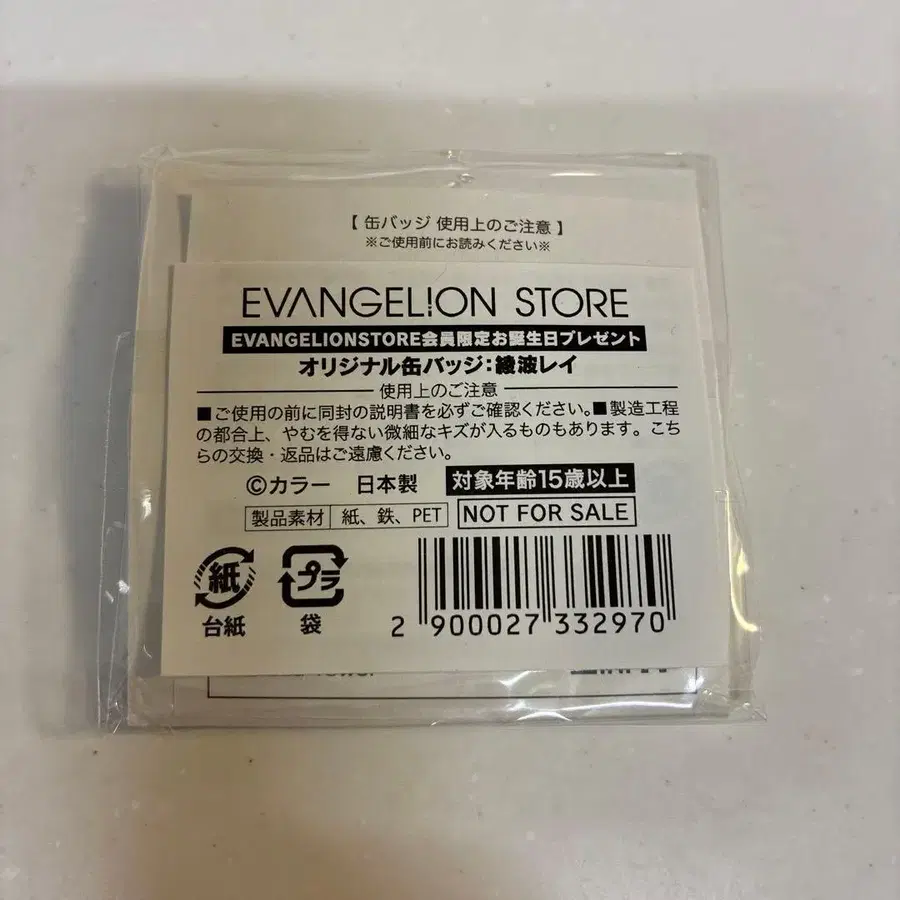 【 缶バッジ 使用上のご注意 】
※ご使用前にお読みください※
EVANGELION STORE
EVANGELIONSTORE会員限定お誕生日プレゼント
オリジナル缶バッジ：綾波レイ
使用上のご注意
■ご使用の前に同封の説明書を必ずご確認ください。■製造工程
の都合上、やむを得ない微細なキズが入るものもあります。こち
らの交換・返品はご遠慮ください。
©カラー 日本製 対象年齢15歳以上
製品素材 紙、鉄、PET NOT FOR SALE
紙 プラ
台紙 袋
2 900027 332970